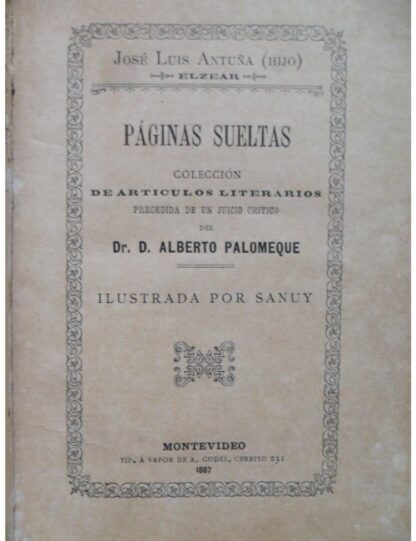 JOSÉ LUIS ANTUÑA (HIJO)
ELZEAR
PÁGINAS SUELTAS
COLECCIÓN
DE ARTICULOS LITERARIOS
PRECEDIDA DE UN JUICIO CRÍTICO
DEL
Dr. D. ALBERTO PALOMEQUE
ILUSTRADA POR SANUY
MONTEVIDEO
TIP. Á VAPOR DE A. GODEL, CERRITO 231
1887